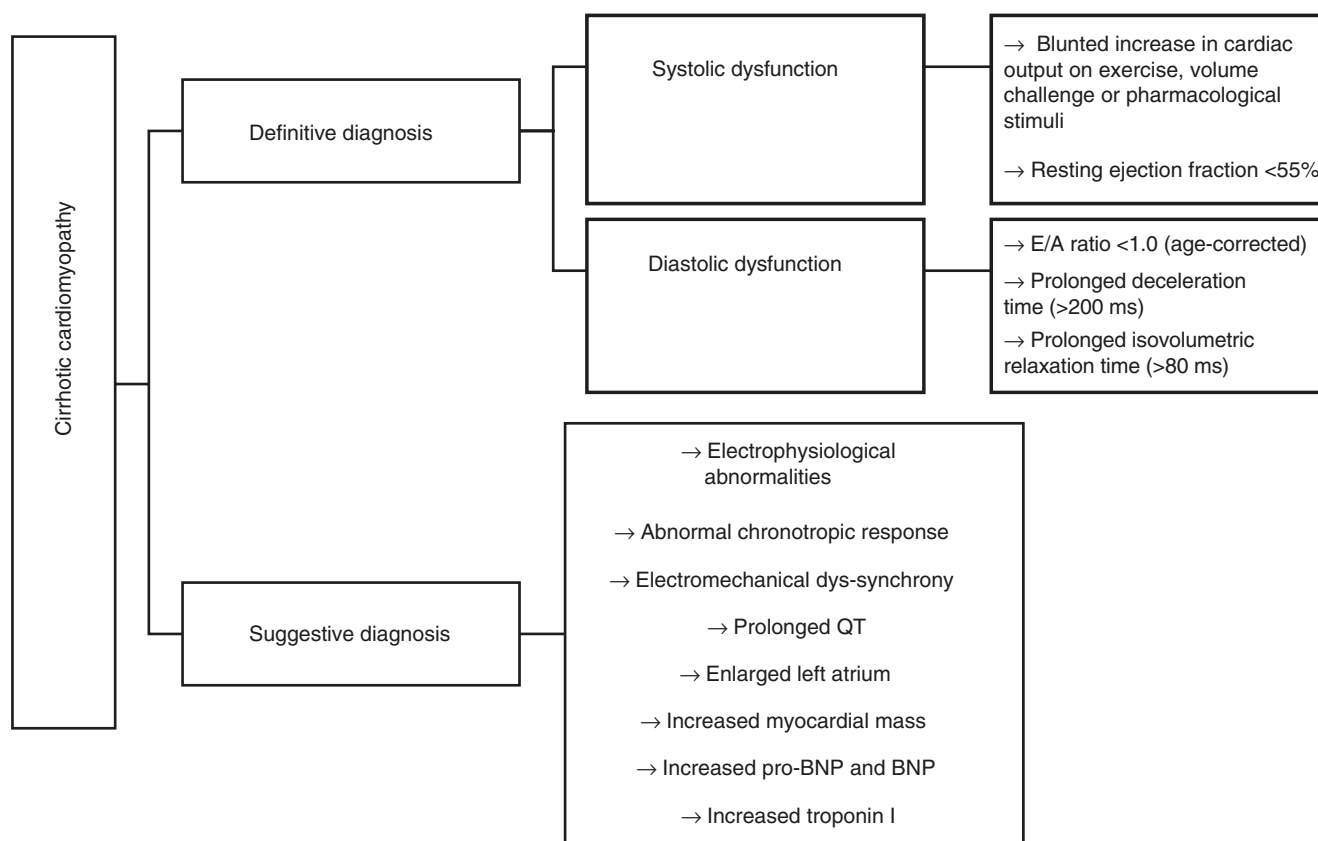 Cirrhotic cardiomyopathy
Definitive diagnosis
Systolic dysfunction
→ Blunted increase in cardiac
output on exercise, volume
challenge or pharmacological
stimuli
→ Resting ejection fraction <55%
Diastolic dysfunction
→ E/A ratio <1.0 (age-corrected)
→ Prolonged deceleration
time (>200 ms)
→ Prolonged isovolumetric
relaxation time (>80 ms)
Suggestive diagnosis
→ Electrophysiological
abnormalities
→ Abnormal chronotropic response
→ Electromechanical dys-synchrony
→ Prolonged QT
→ Enlarged left atrium
→ Increased myocardial mass
→ Increased pro-BNP and BNP
→ Increased troponin I